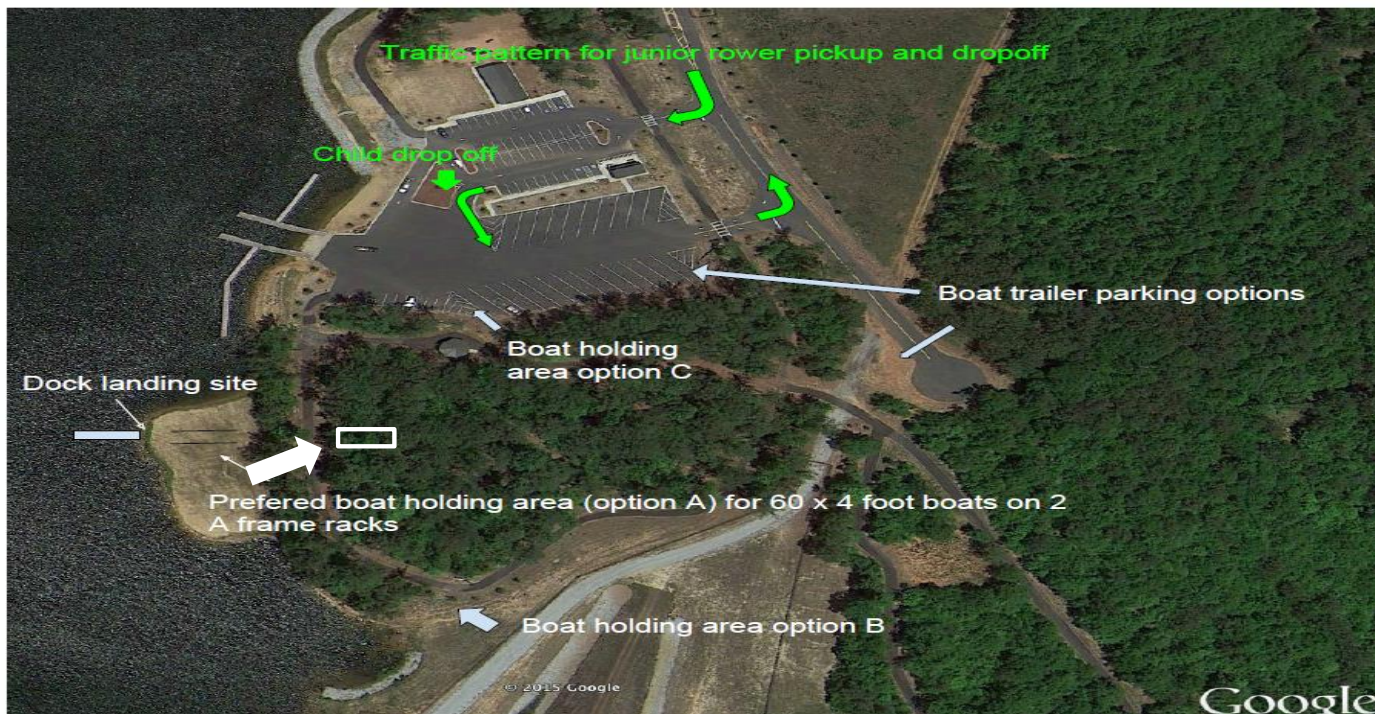 Traffic pattern for junior rower pickup and dropoff
Child drop off
Boat trailer parking options
Boat holding
area option C
Dock landing site
Prefered boat holding area (option A) for 60 x 4 foot boats on 2
A frame racks
Boat holding area option B
© 2015 Google
Google